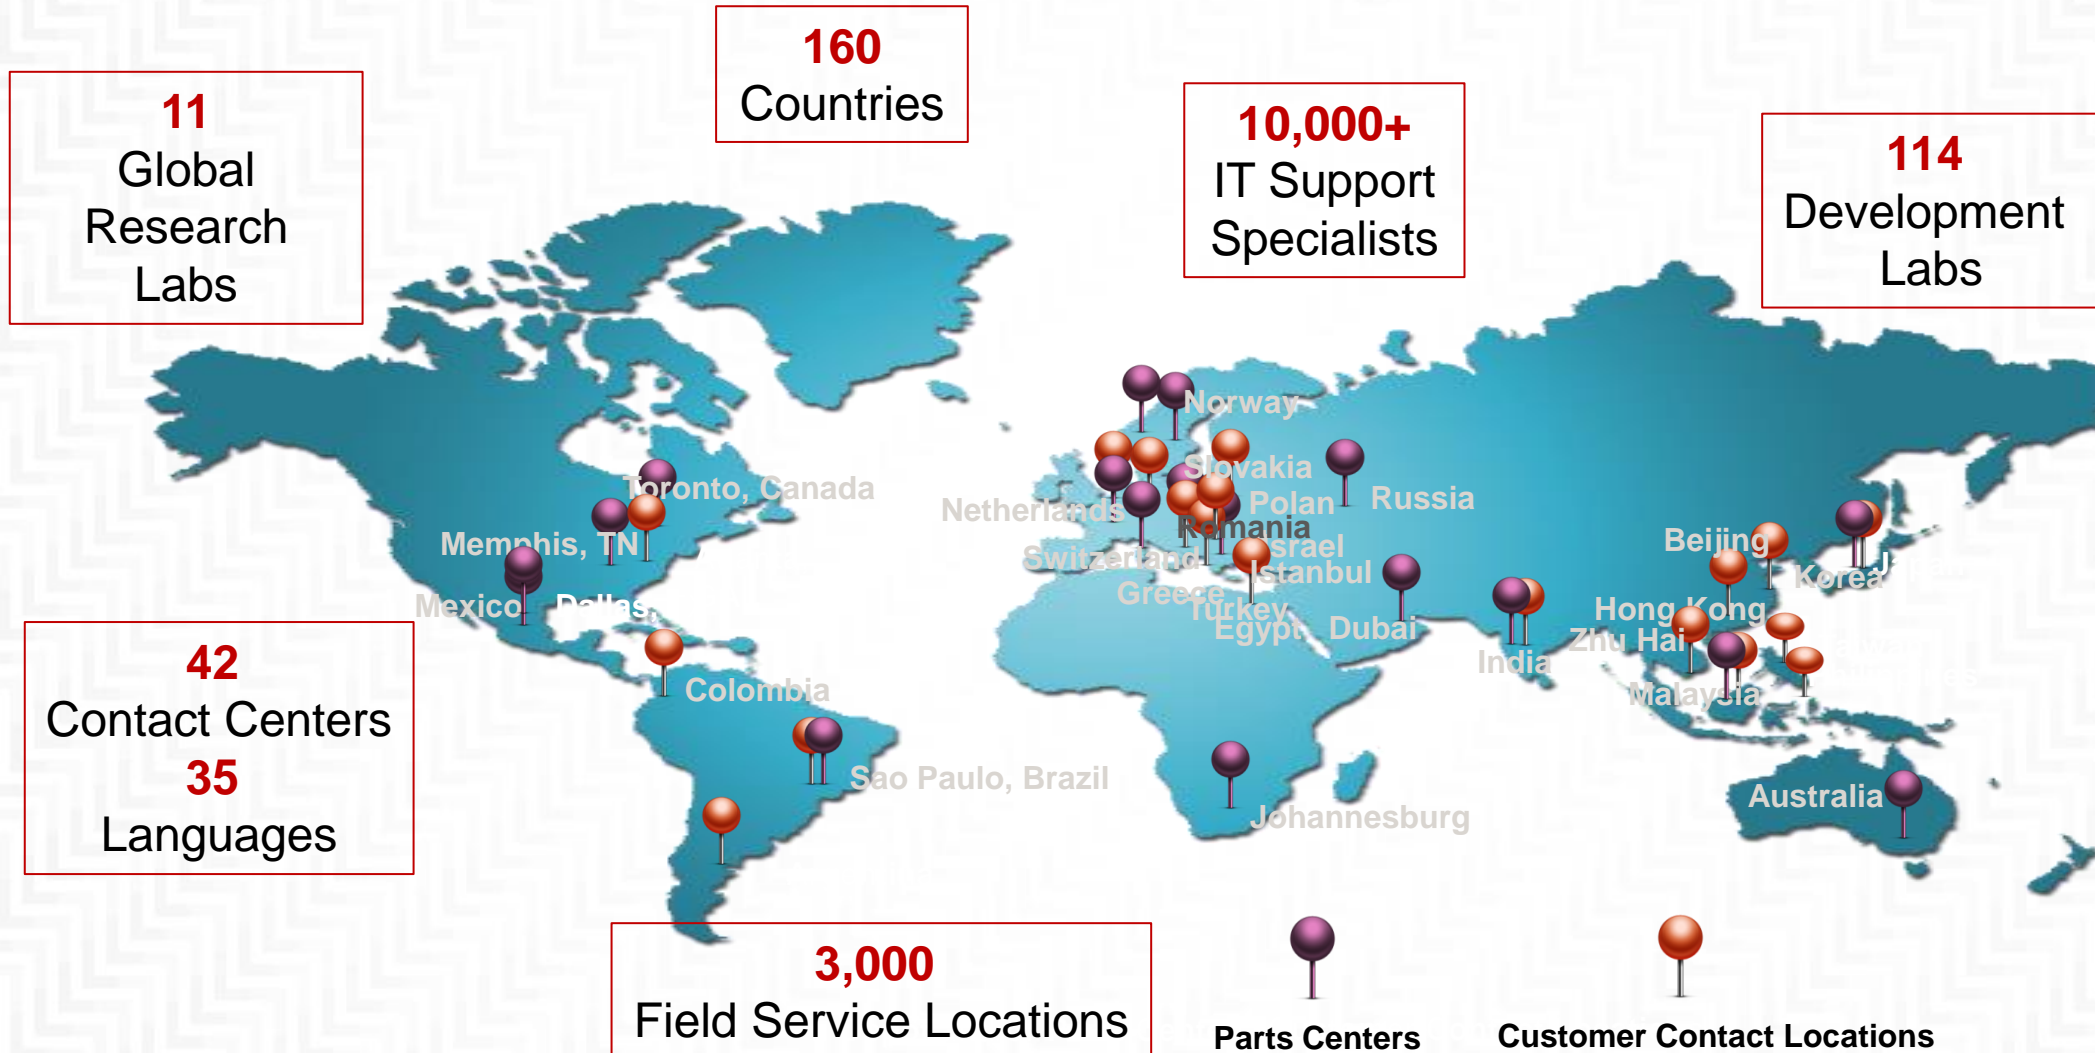 160
Countries
11
Global
Research
Labs
10,000+
IT Support
Specialists
114
Development
Labs
Norway
Slovakia
Toronto, Canada
Netherlands
Polan
Russia
Romania
Memphis, TN
Beijing
Switzerland
srael
Istanbul
Korea
Greece
Mexico
Dallas,
Turkey
Hong Kong
Egypt
Dubai
Zhu Hai
India
Colombia
Malaysia
42
Contact Centers
35
Languages
Sao Paulo, Brazil
Australia
Johannesburg
3,000
Field Service Locations
Parts Centers
Customer Contact Locations